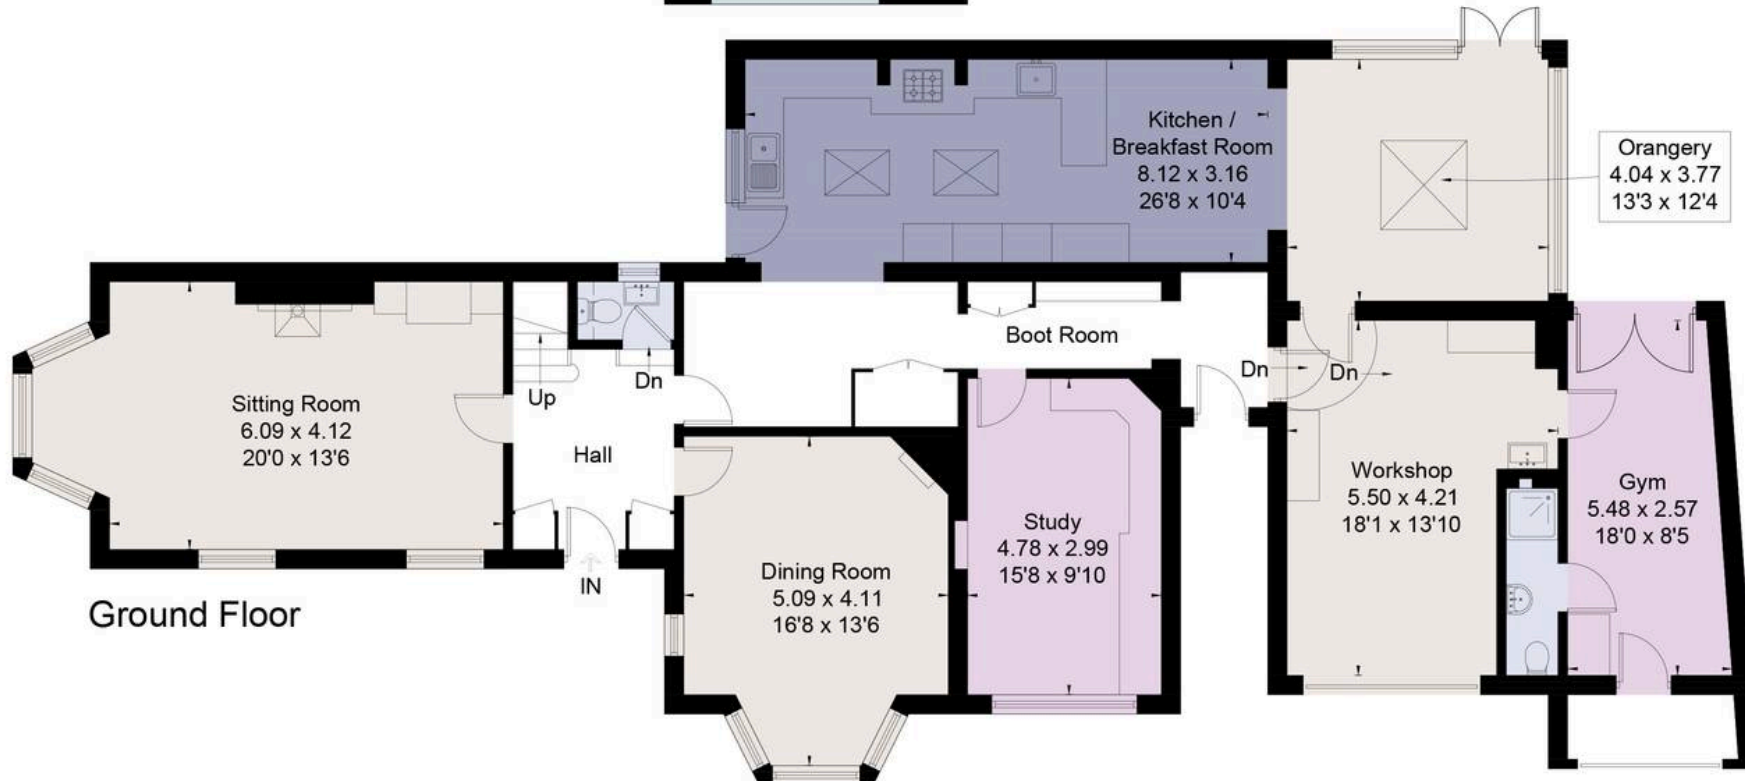 Kitchen /
Breakfast Room
8.12 x 3.16
26'8 x 10'4
Orangery
4.04 x 3.77
13'3 x 12'4
Boot Room
Dn
Up
Dn
Dn
Sitting Room
6.09 x 4.12
20'0 x 13'6
Hall
Workshop
5.50 x 4.21
18'1 x 13'10
Gym
5.48 x 2.57
18'0 x 8'5
Study
4.78 x 2.99
15'8 x 9'10
Dining Room
5.09 x 4.11
16'8 x 13'6
IN
Ground Floor